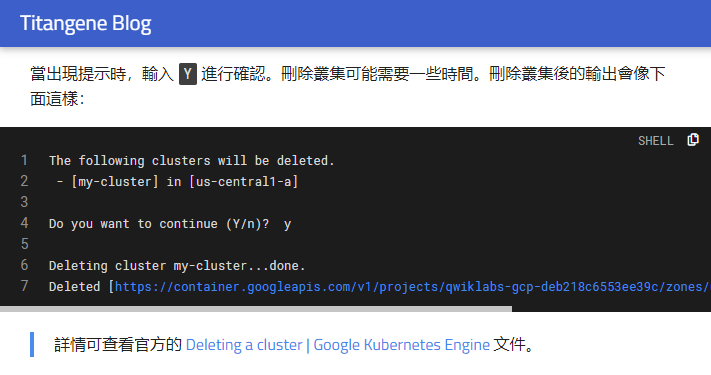 Titangene Blog
當出現提示時，輸入 Y 進行確認。刪除叢集可能需要一些時間。刪除叢集後的輸出會像下
面這樣：
SHELL
1 The following clusters will be deleted.
2 - [my-cluster] in [us-central1-a]
3
4 Do you want to continue (Y/n)? y
5
6 Deleting cluster my-cluster...done.
7 Deleted [https://container.googleapis.com/v1/projects/qwiklabs-gcp-deb218c6553ee39c/zones/
詳情可查看官方的 Deleting a cluster | Google Kubernetes Engine 文件。